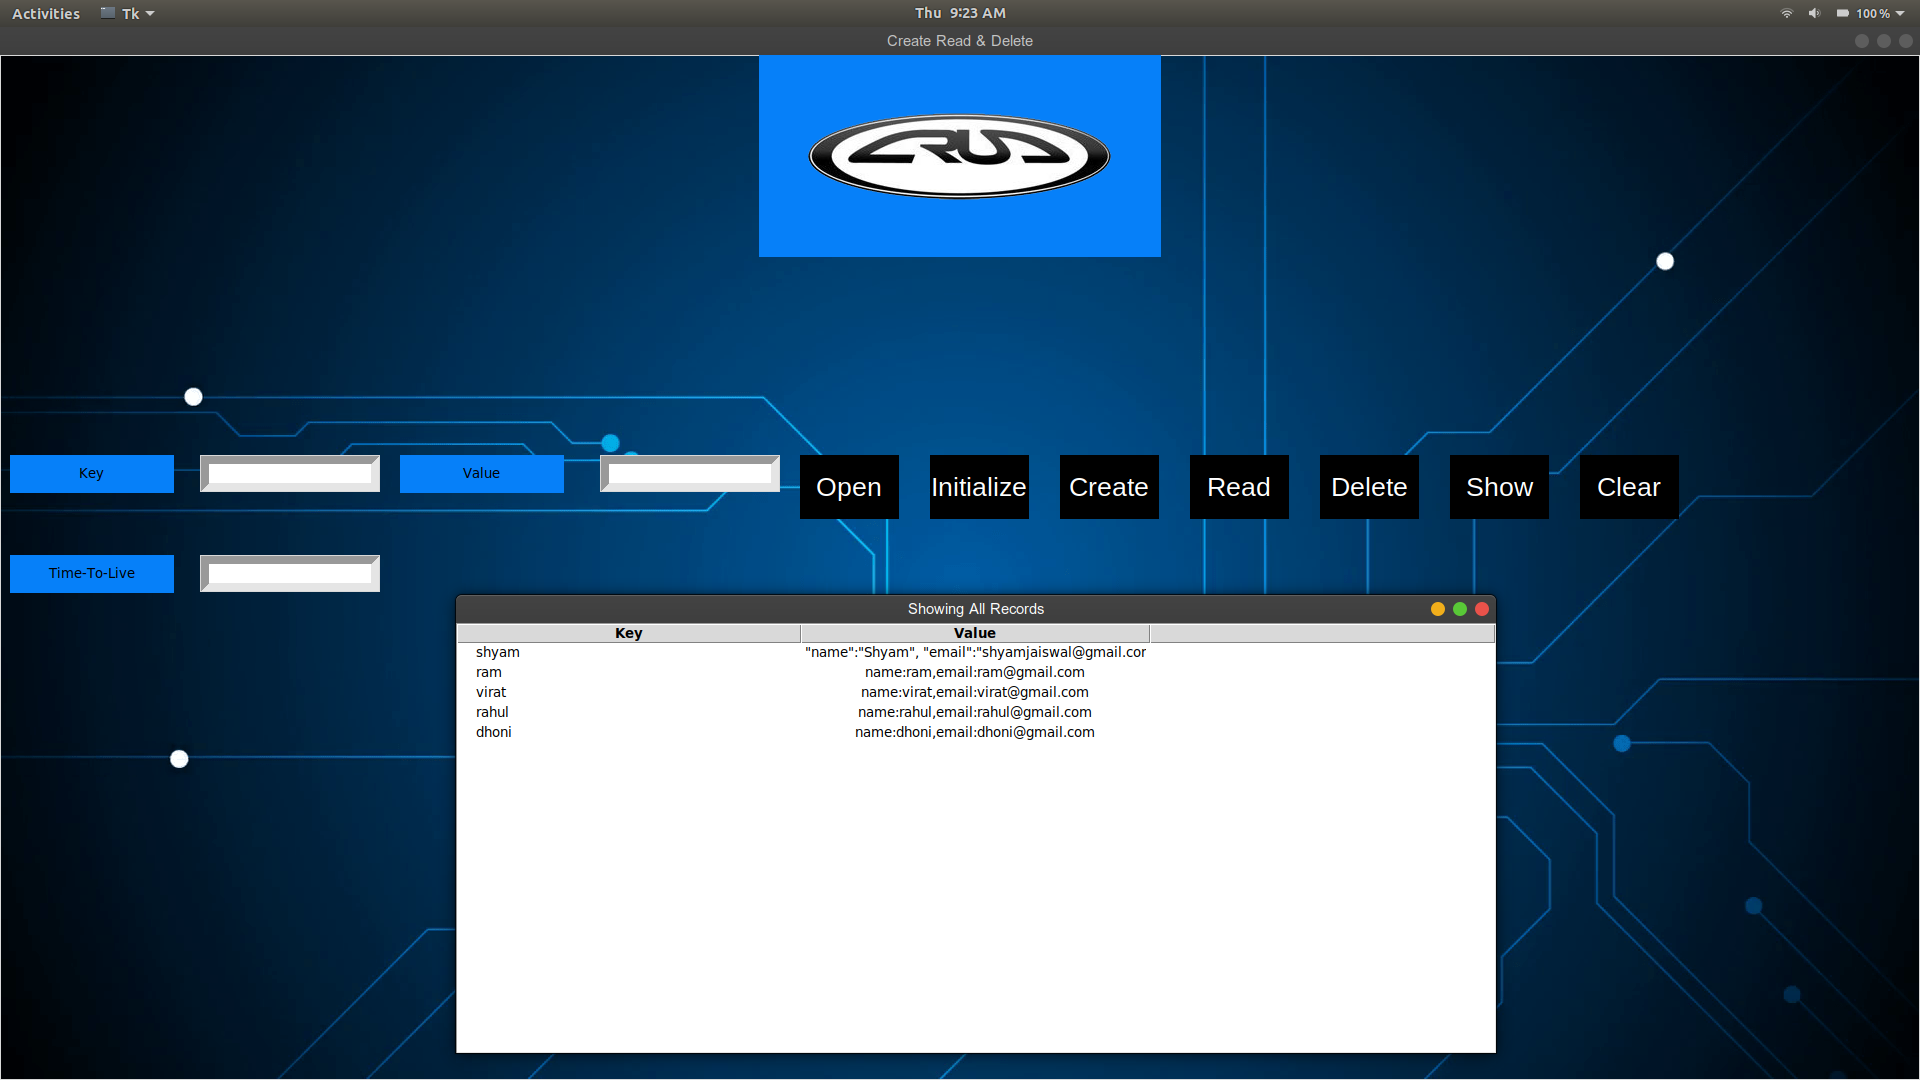 Activities Tk Thu 9:23 AM 100 %
Create Read & Delete
CRUD
Key Value Open Initialize Create Read Delete Show Clear
Time-To-Live
Showing All Records
Key Value
shyam "name":"Shyam", "email":"shyamjaiswal@gmail.cor
ram name:ram,email:ram@gmail.com
virat name:virat,email:virat@gmail.com
rahul name:rahul,email:rahul@gmail.com
dhoni name:dhoni,email:dhoni@gmail.com